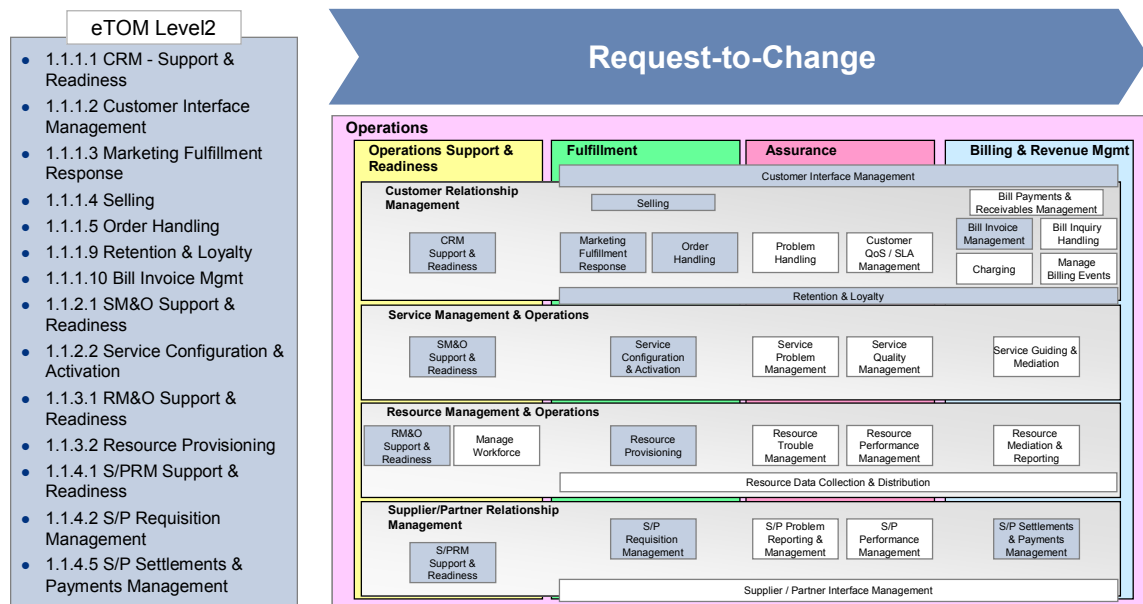 eTOM Level2
• 1.1.1.1 CRM - Support &
Readiness
• 1.1.1.2 Customer Interface
Management
• 1.1.1.3 Marketing Fulfillment
Response
• 1.1.1.4 Selling
• 1.1.1.5 Order Handling
• 1.1.1.9 Retention & Loyalty
• 1.1.1.10 Bill Invoice Mgmt
• 1.1.2.1 SM&O Support &
Readiness
• 1.1.2.2 Service Configuration &
Activation
• 1.1.3.1 RM&O Support &
Readiness
• 1.1.3.2 Resource Provisioning
• 1.1.4.1 S/PRM Support &
Readiness
• 1.1.4.2 S/P Requisition
Management
• 1.1.4.5 S/P Settlements &
Payments Management
Request-to-Change
Operations
Operations Support &
Readiness
Fulfillment
Assurance
Billing & Revenue Mgmt
Customer Interface Management
Customer Relationship
Management
Selling
Bill Payments &
Receivables Management
CRM
Support &
Readiness
Marketing
Fulfillment
Response
Order
Handling
Problem
Handling
Customer
QoS / SLA
Management
Bill Invoice
Management
Bill Inquiry
Handling
Charging
Manage
Billing Events
Retention & Loyalty
Service Management & Operations
SM&O
Support &
Readiness
Service
Configuration
& Activation
Service
Problem
Management
Service
Quality
Management
Service Guiding &
Mediation
Resource Management & Operations
RM&O
Support &
Readiness
Manage
Workforce
Resource
Provisioning
Resource
Trouble
Management
Resource
Performance
Management
Resource
Mediation &
Reporting
Resource Data Collection & Distribution
Supplier/Partner Relationship
Management
S/PRM
Support &
Readiness
S/P
Requisition
Management
S/P Problem
Reporting &
Management
S/P
Performance
Management
S/P Settlements
& Payments
Management
Supplier / Partner Interface Management